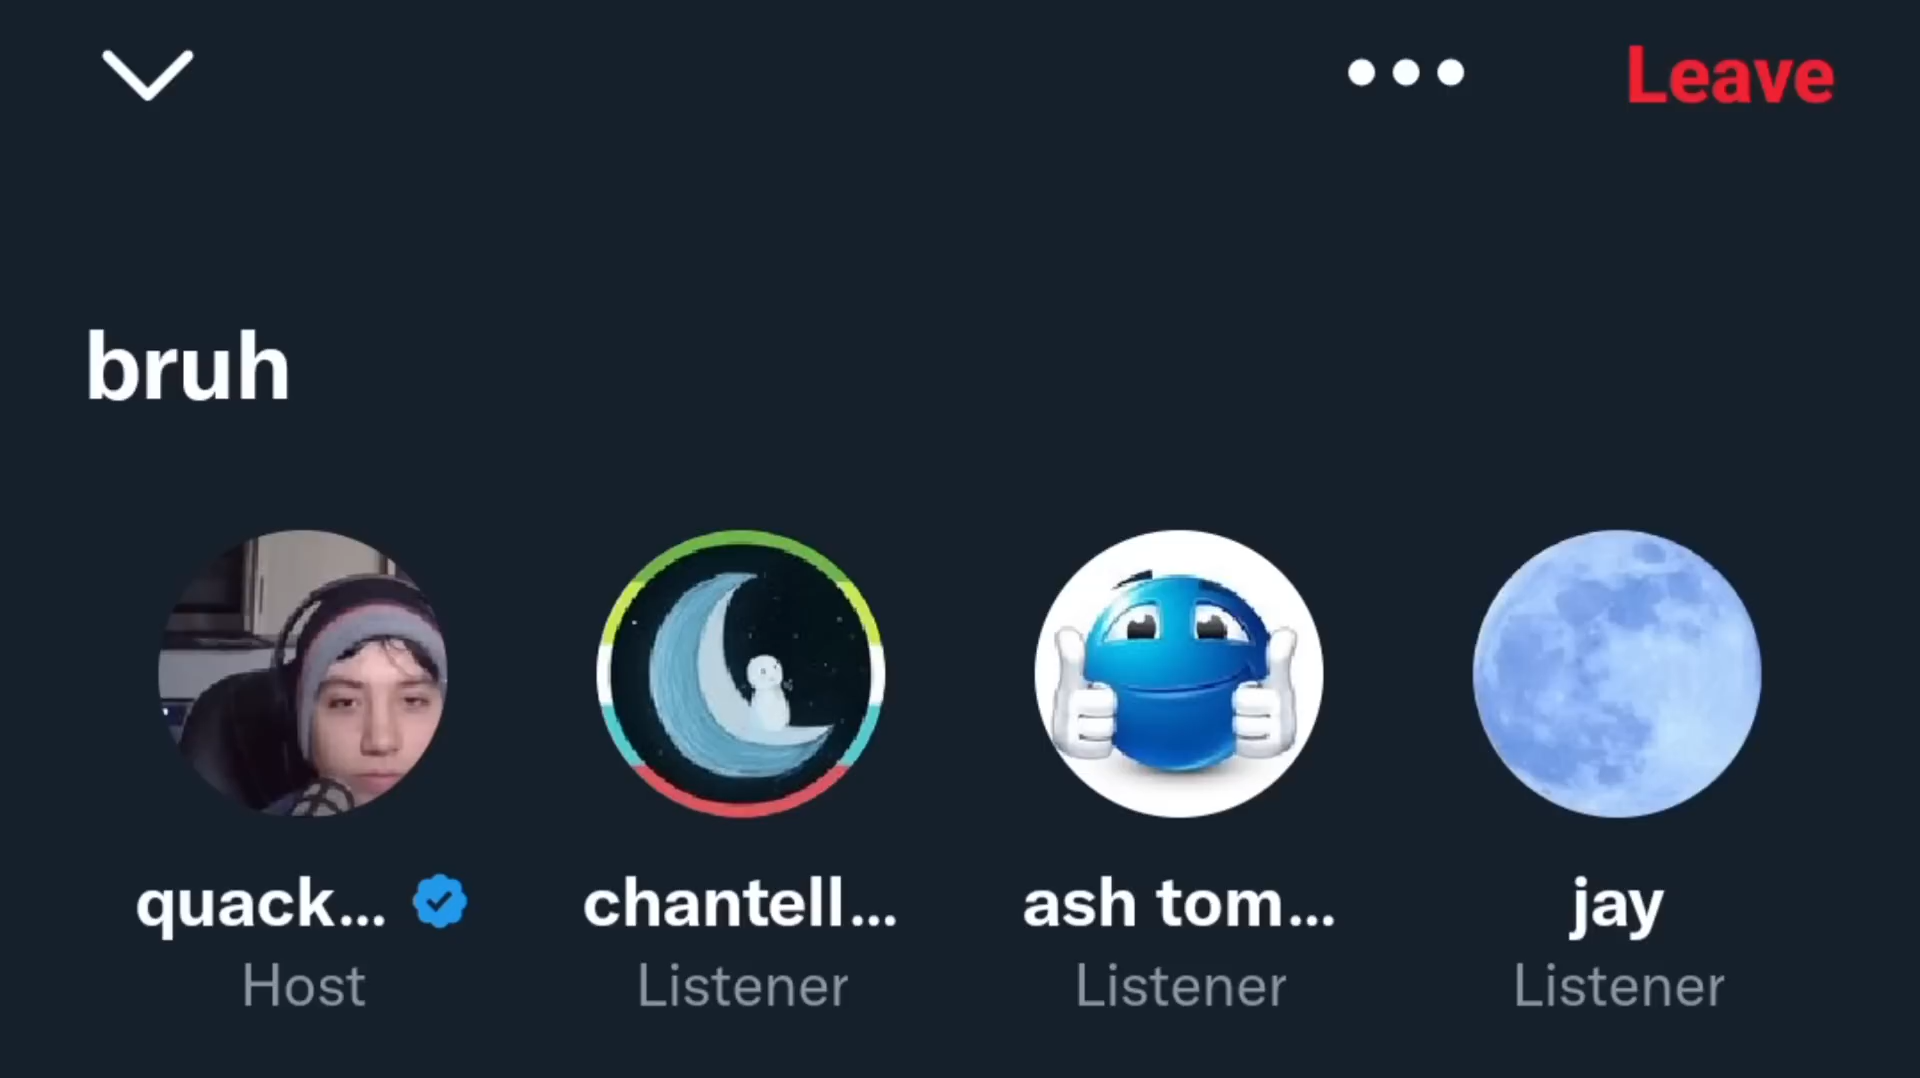 Leave
bruh
quack...
chantell...
ash tom...
jay
Host
Listener
Listener
Listener